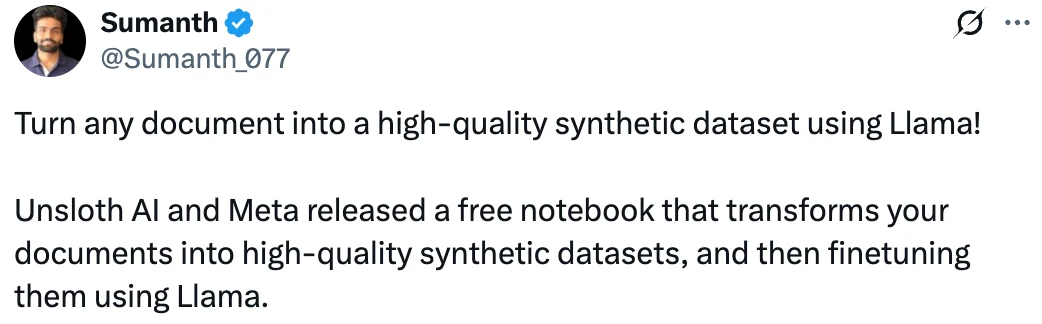 Sumanth
@Sumanth_077
Turn any document into a high-quality synthetic dataset using Llama!
Unsloth AI and Meta released a free notebook that transforms your
documents into high-quality synthetic datasets, and then finetuning
them using Llama.